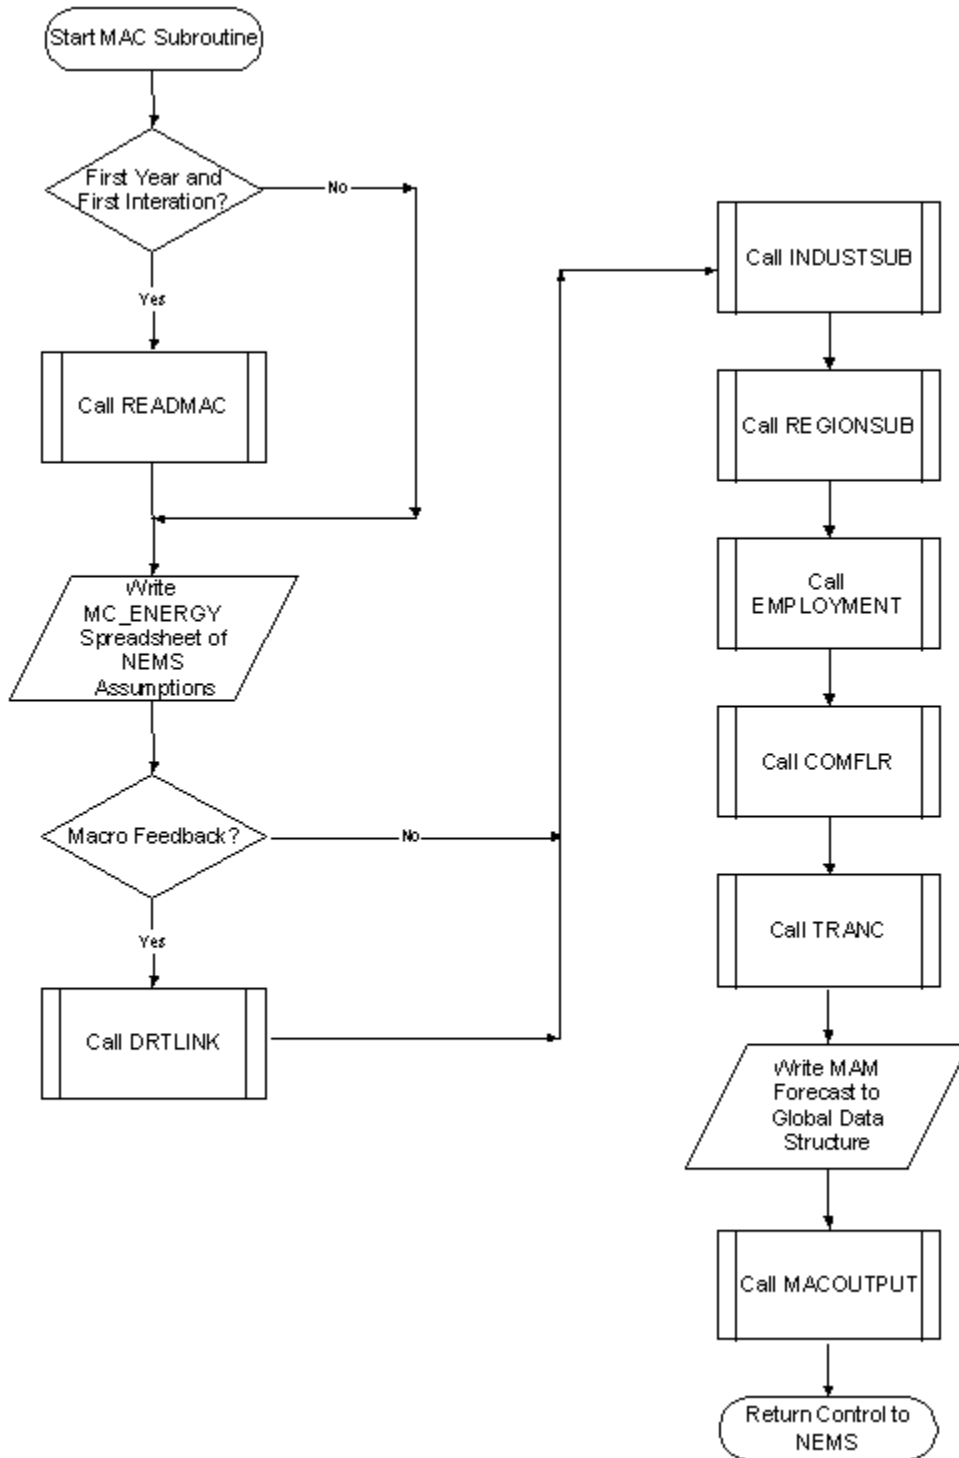 Start MAC Subroutine
First Year and
First Interation?
No
Yes
Call READMAC
Write
MC_ENERGY
Spreadsheet of
NEMS
Assumptions
Macro Feedback?
No
Yes
Call DRTLINK
Call INDUSTSUB
Call REGIONSUB
Call
EMPLOYMENT
Call COMFLR
Call TRANC
Write MAM
Forecast to
Global Data
Structure
Call MACOUTPUT
Return Control to
NEMS